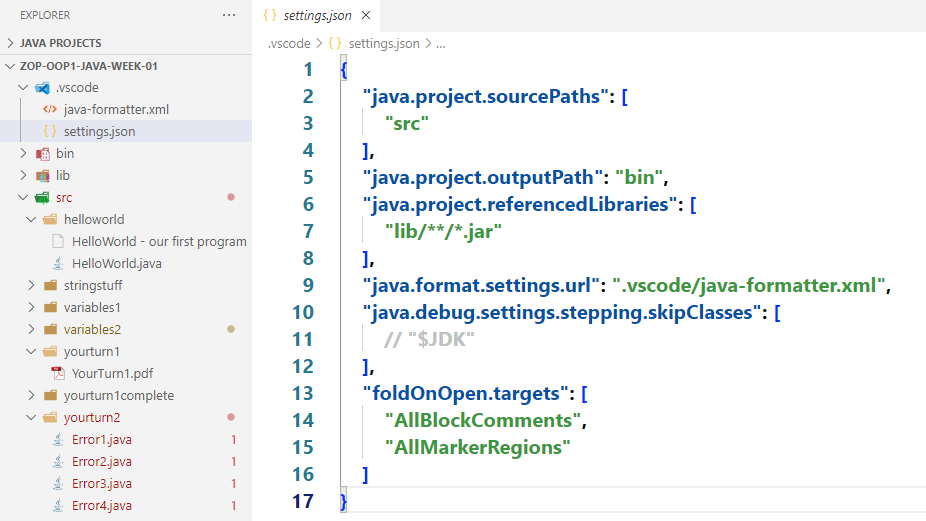 EXPLORER
JAVA PROJECTS
ZOP-OOP1-JAVA-WEEK-01
.vscode
java-formatter.xml
settings.json
bin
lib
src
helloworld
HelloWorld - our first program
HelloWorld.java
stringstuff
variables1
variables2
yourturn1
YourTurn1.pdf
yourturn1complete
yourturn2
Error1.java 1
Error2.java 1
Error3.java 1
Error4.java 1
{ } settings.json ×
.vscode > { } settings.json > ...
1 {
2 "java.project.sourcePaths": [
3 "src"
4 ],
5 "java.project.outputPath": "bin",
6 "java.project.referencedLibraries": [
7 "lib/**/*.jar"
8 ],
9 "java.format.settings.url": ".vscode/java-formatter.xml",
10 "java.debug.settings.stepping.skipClasses": [
11 // "$JDK"
12 ],
13 "foldOnOpen.targets": [
14 "AllBlockComments",
15 "AllMarkerRegions"
16 ]
17 }